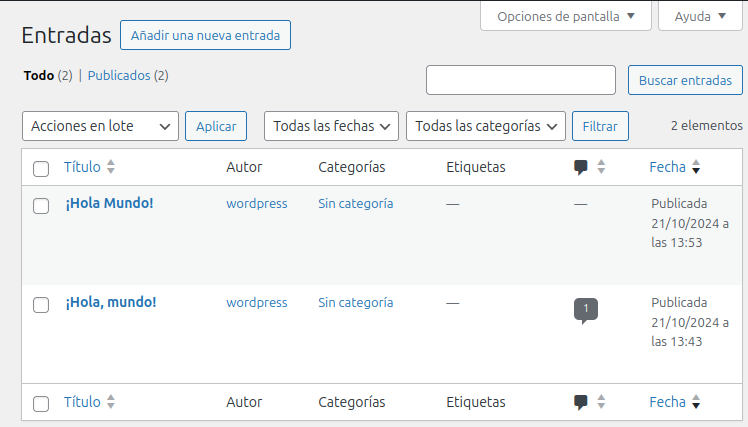 Opciones de pantalla Ayuda
Entradas Añadir una nueva entrada
Todo (2) | Publicados (2)
Buscar entradas
Acciones en lote Aplicar Todas las fechas Todas las categorías Filtrar 2 elementos
Título Autor Categorías Etiquetas Fecha
¡Hola Mundo! wordpress Sin categoría — — Publicada
21/10/2024 a
las 13:53
¡Hola, mundo! wordpress Sin categoría — 1 Publicada
21/10/2024 a
las 13:43
Título Autor Categorías Etiquetas Fecha